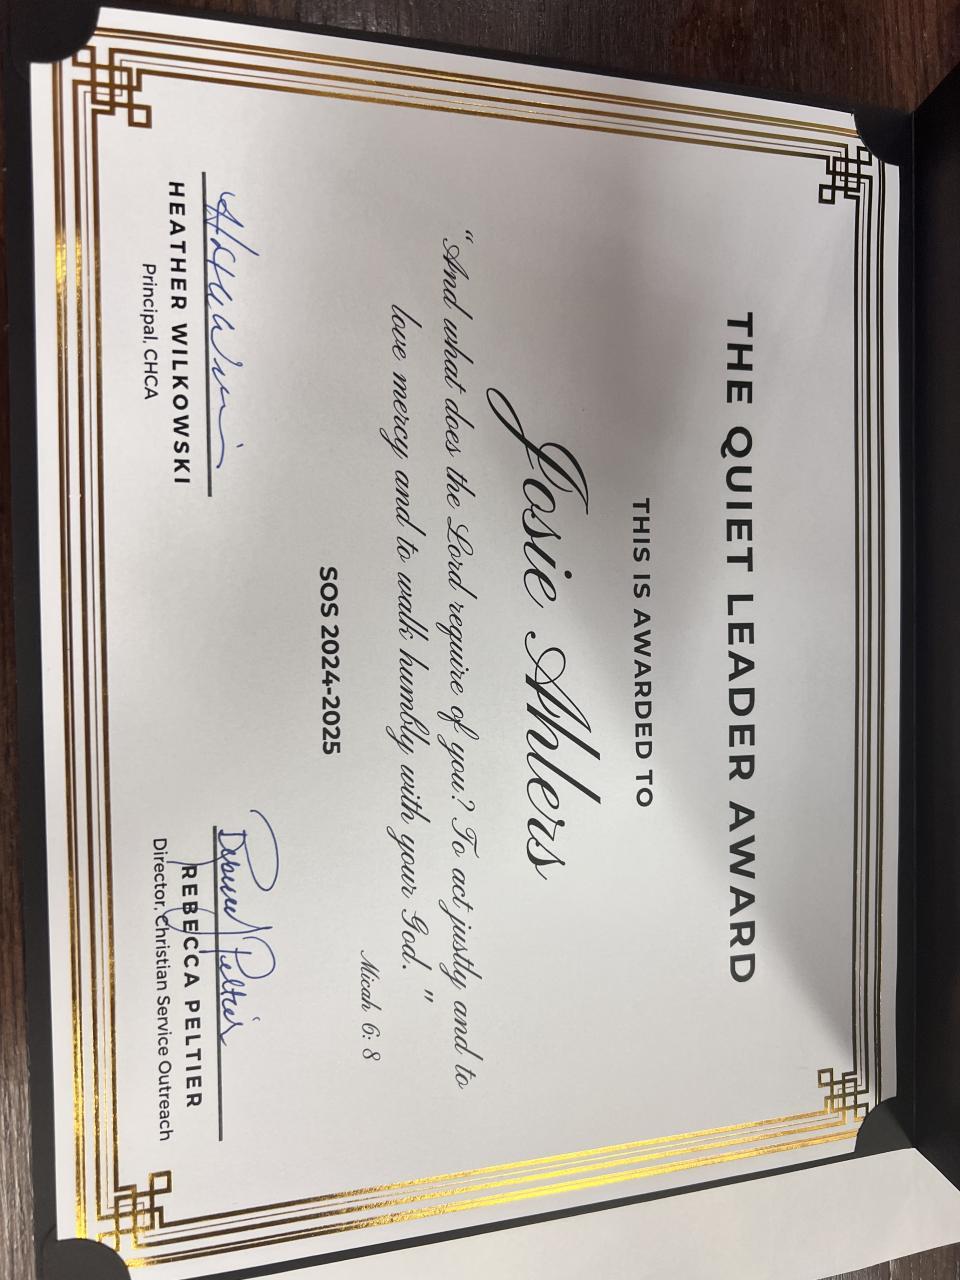 THE QUIET LEADER AWARD
THIS IS AWARDED TO
Josie Ahlers
“And what does the Lord require of you? To act justly and to
love mercy and to walk humbly with your God.”
Micah 6: 8
SOS 2024-2025
HEATHER WILKOWSKI
Principal, CHCA
Rebecca Peltier
REBECCA PELTIER
Director, Christian Service Outreach